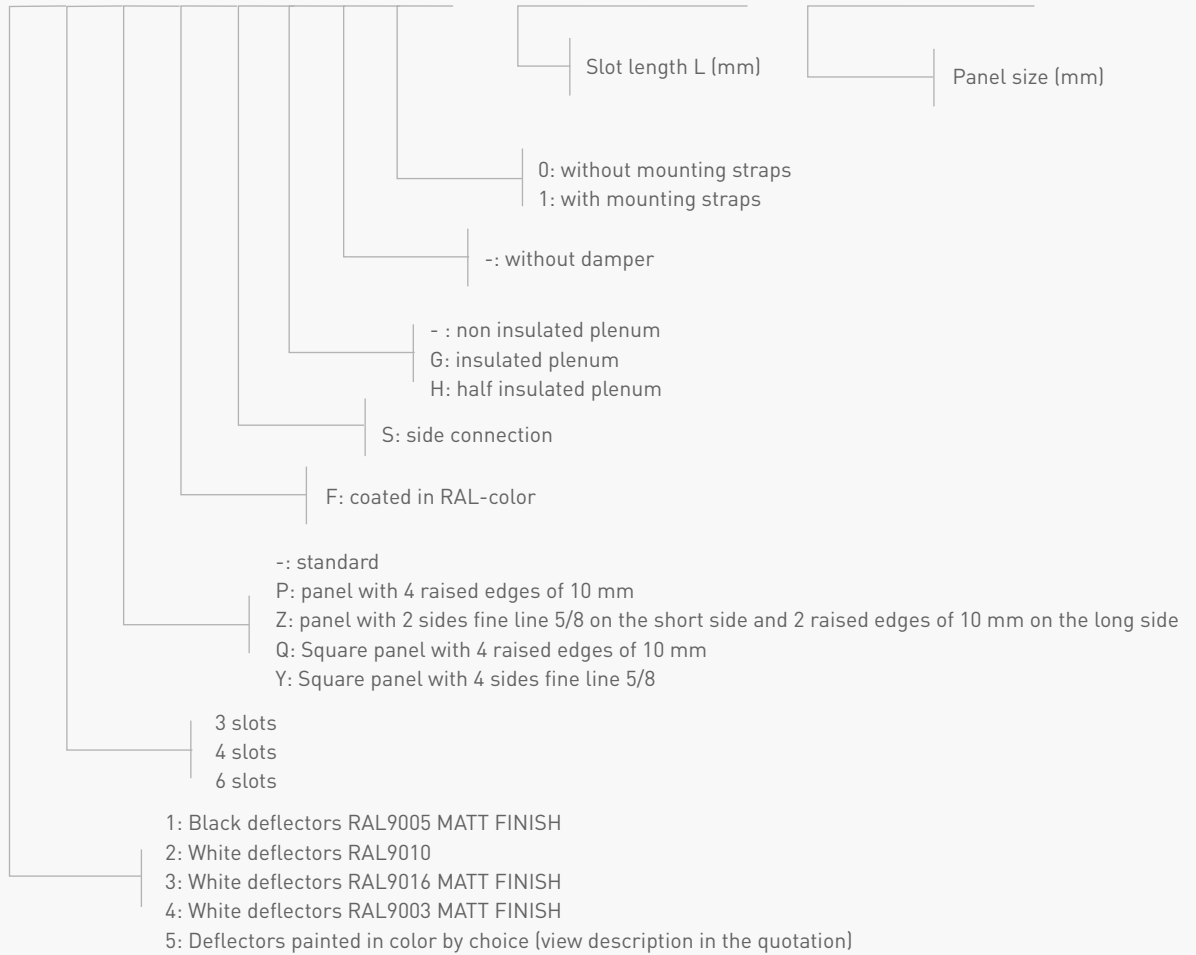 Slot length L (mm)
Panel size (mm)
0: without mounting straps
1: with mounting straps
-: without damper
- : non insulated plenum
G: insulated plenum
H: half insulated plenum
S: side connection
F: coated in RAL-color
-: standard
P: panel with 4 raised edges of 10 mm
Z: panel with 2 sides fine line 5/8 on the short side and 2 raised edges of 10 mm on the long side
Q: Square panel with 4 raised edges of 10 mm
Y: Square panel with 4 sides fine line 5/8
3 slots
4 slots
6 slots
1: Black deflectors RAL9005 MATT FINISH
2: White deflectors RAL9010
3: White deflectors RAL9016 MATT FINISH
4: White deflectors RAL9003 MATT FINISH
5: Deflectors painted in color by choice (view description in the quotation)